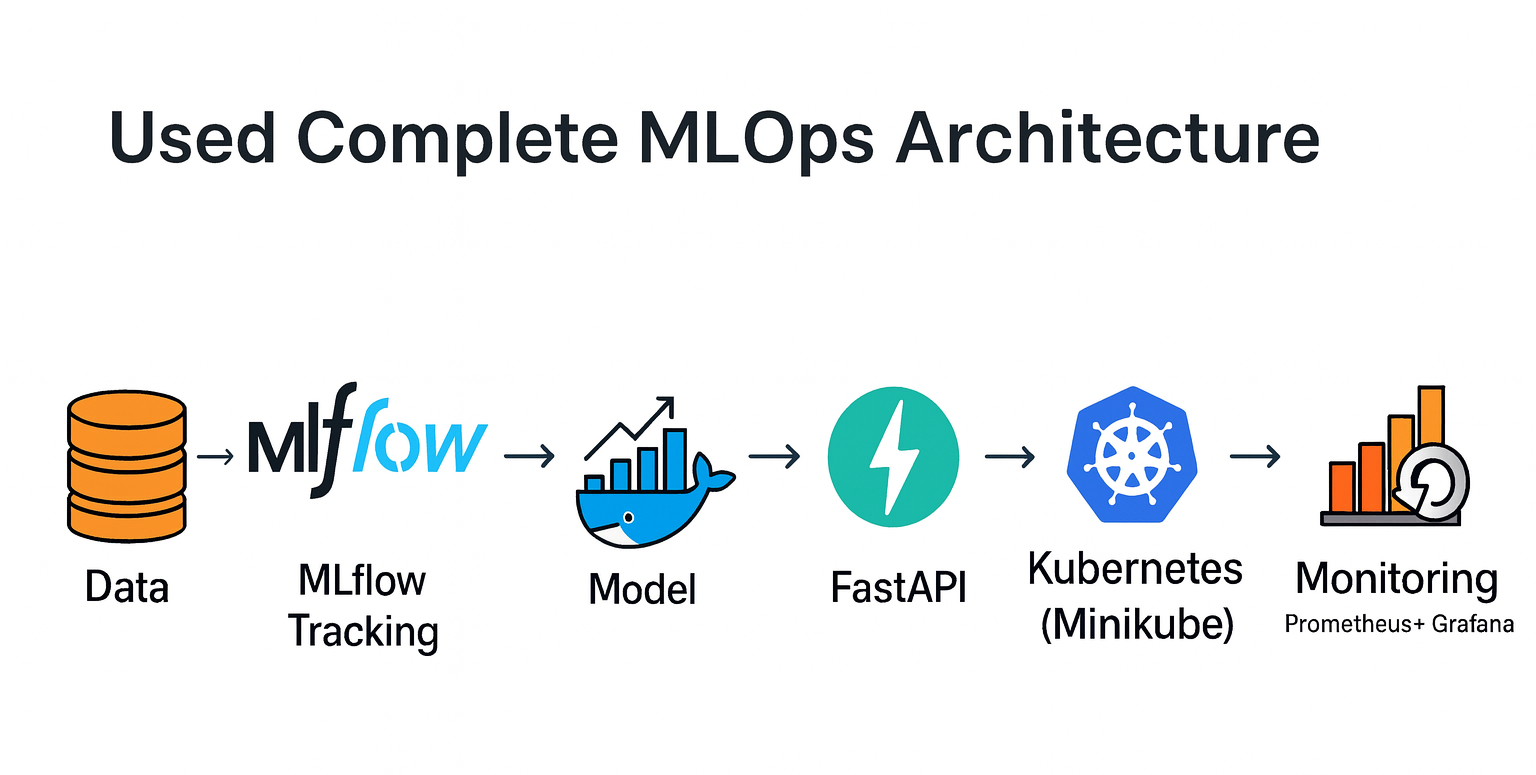 Used Complete MLOps Architecture
Mlflow
Data
MLflow
Tracking
Model
FastAPI
Kubernetes
(Minikube)
Monitoring
Prometheus+ Grafana